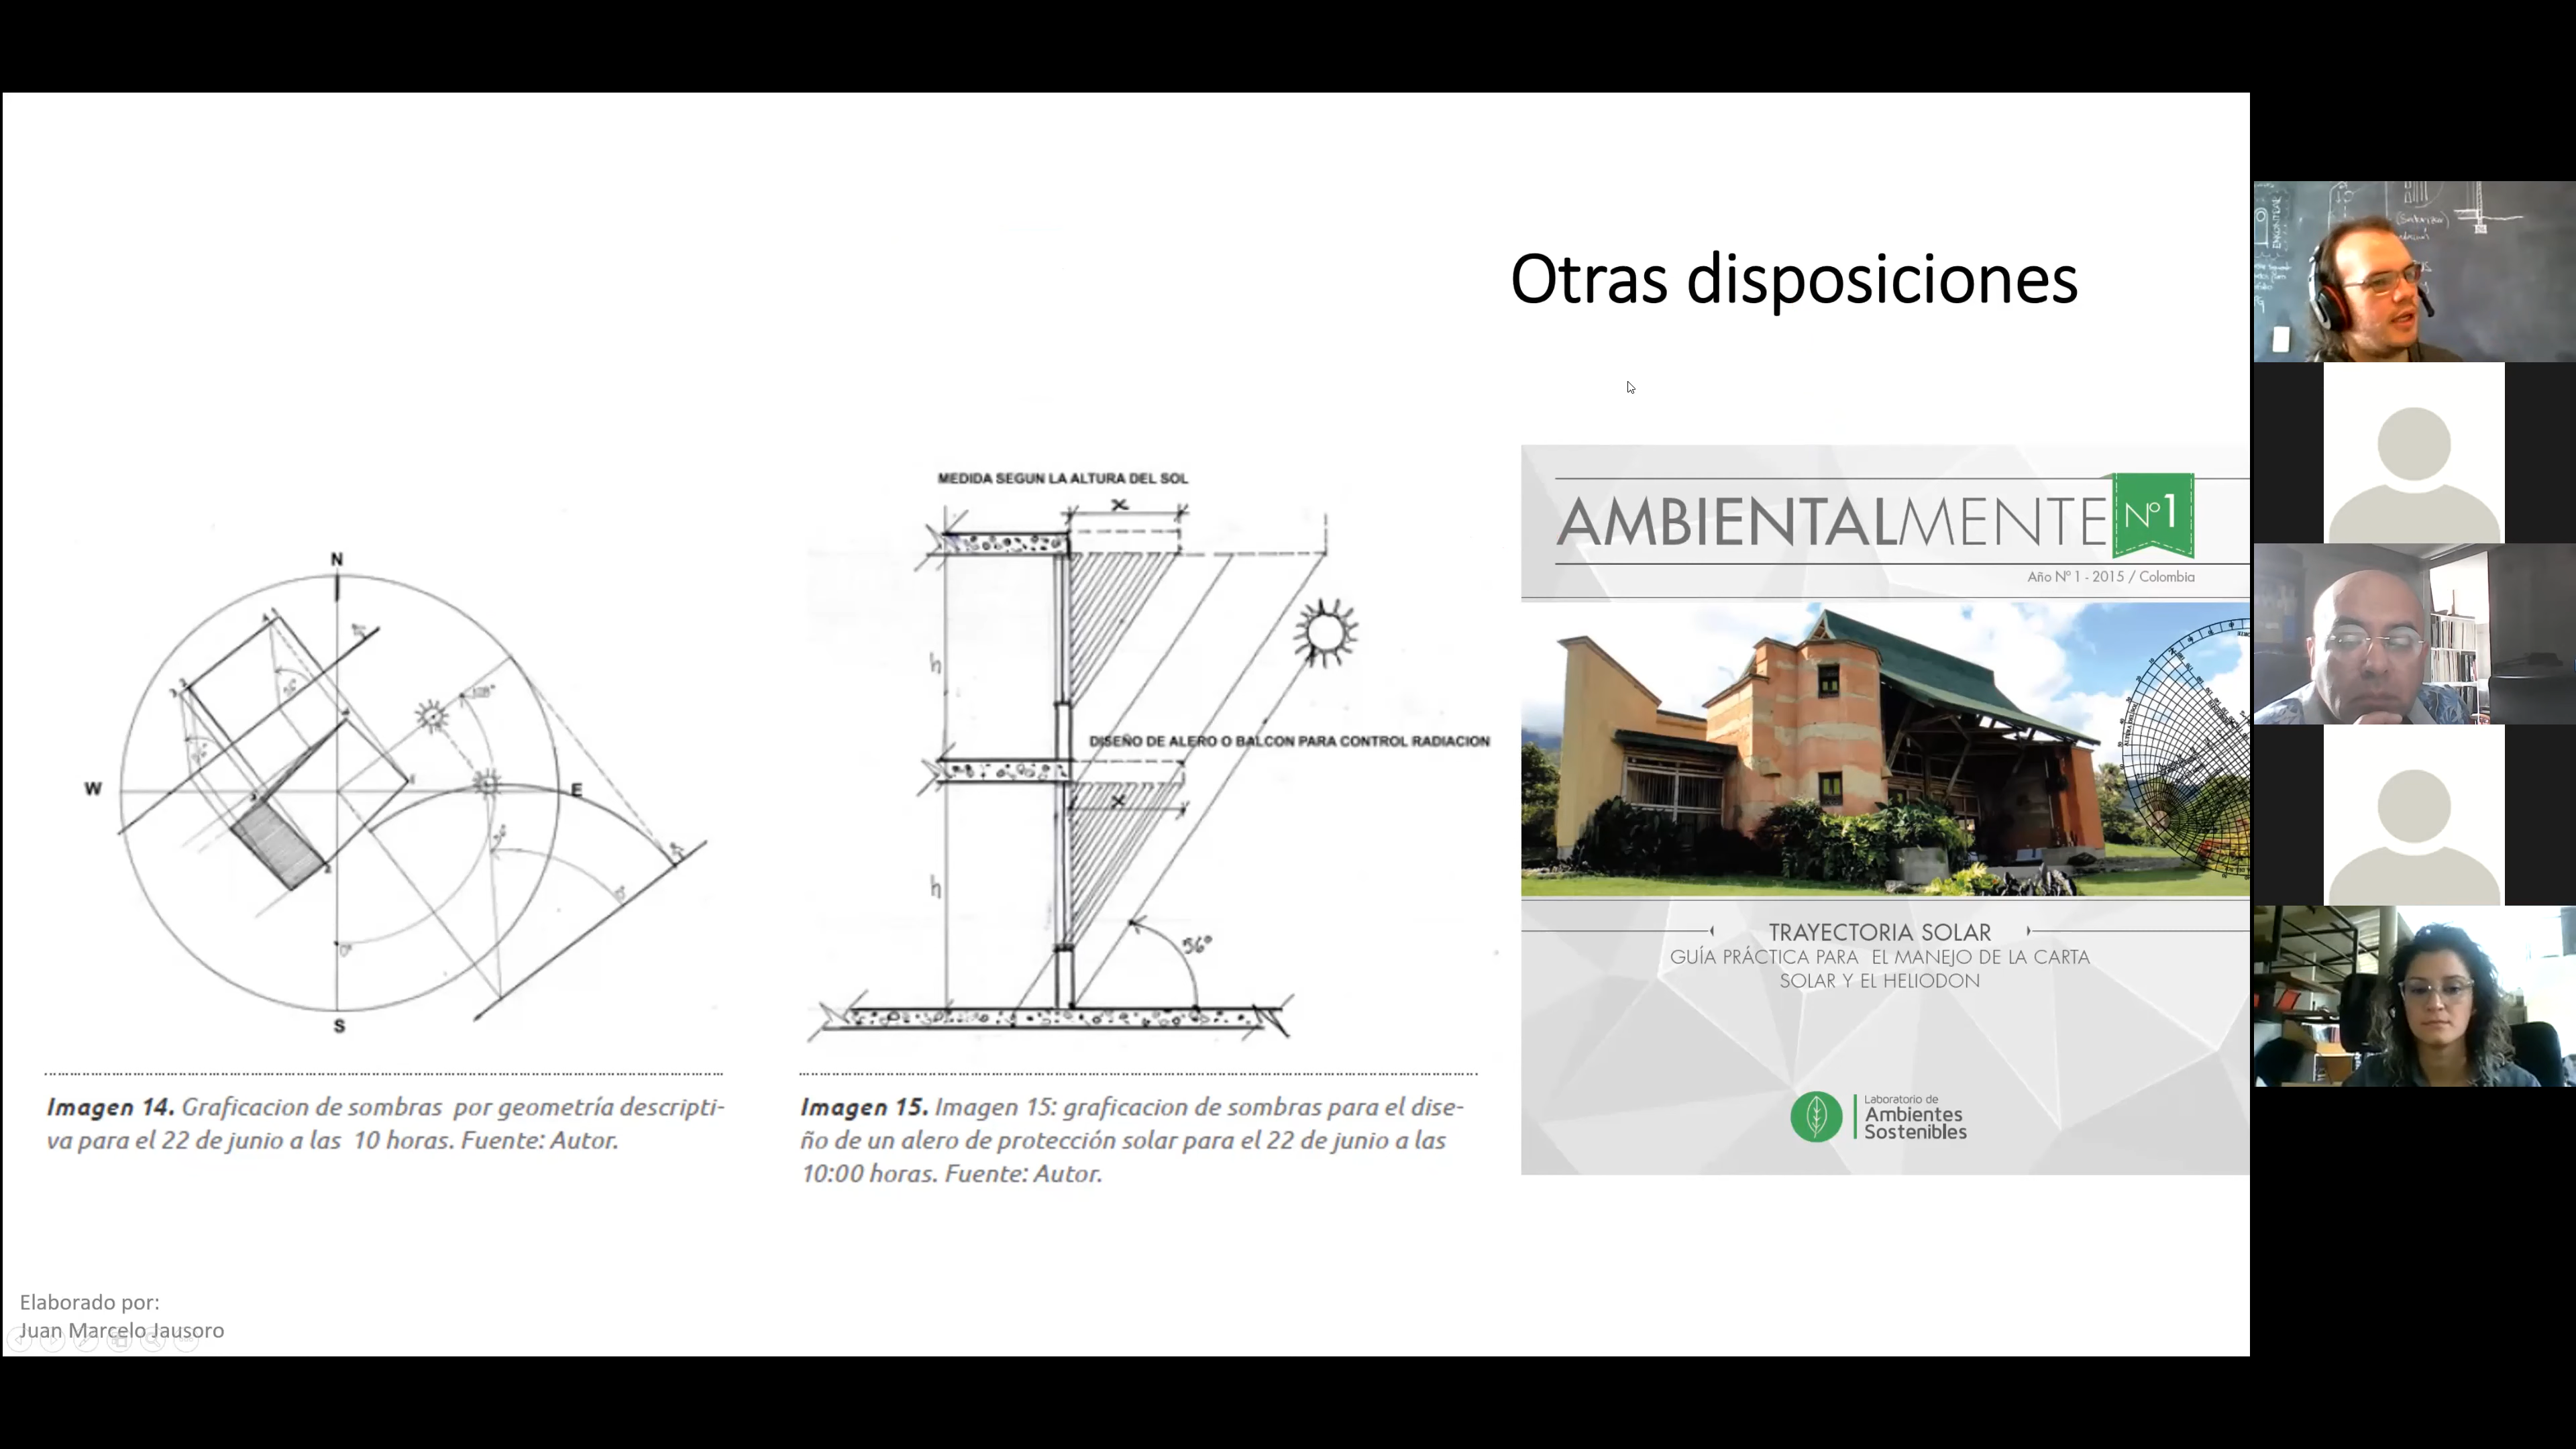 Otras disposiciones
N
W
E
S
Imagen 14. Graficacion de sombras por geometría descripti-
va para el 22 de junio a las 10 horas. Fuente: Autor.
MEDIDA SEGUN LA ALTURA DEL SOL
x
h
DISEÑO DE ALERO O BALCON PARA CONTROL RADIACION
x
h
56°
Imagen 15. Imagen 15: graficacion de sombras para el dise-
ño de un alero de protección solar para el 22 de junio a las
10:00 horas. Fuente: Autor.
AMBIENTALMENTE Nº1
Año Nº 1 - 2015 / Colombia
TRAYECTORIA SOLAR
GUÍA PRÁCTICA PARA EL MANEJO DE LA CARTA
SOLAR Y EL HELIODON
Laboratorio de
Ambientes
Sostenibles
Elaborado por:
Juan Marcelo Jausoro